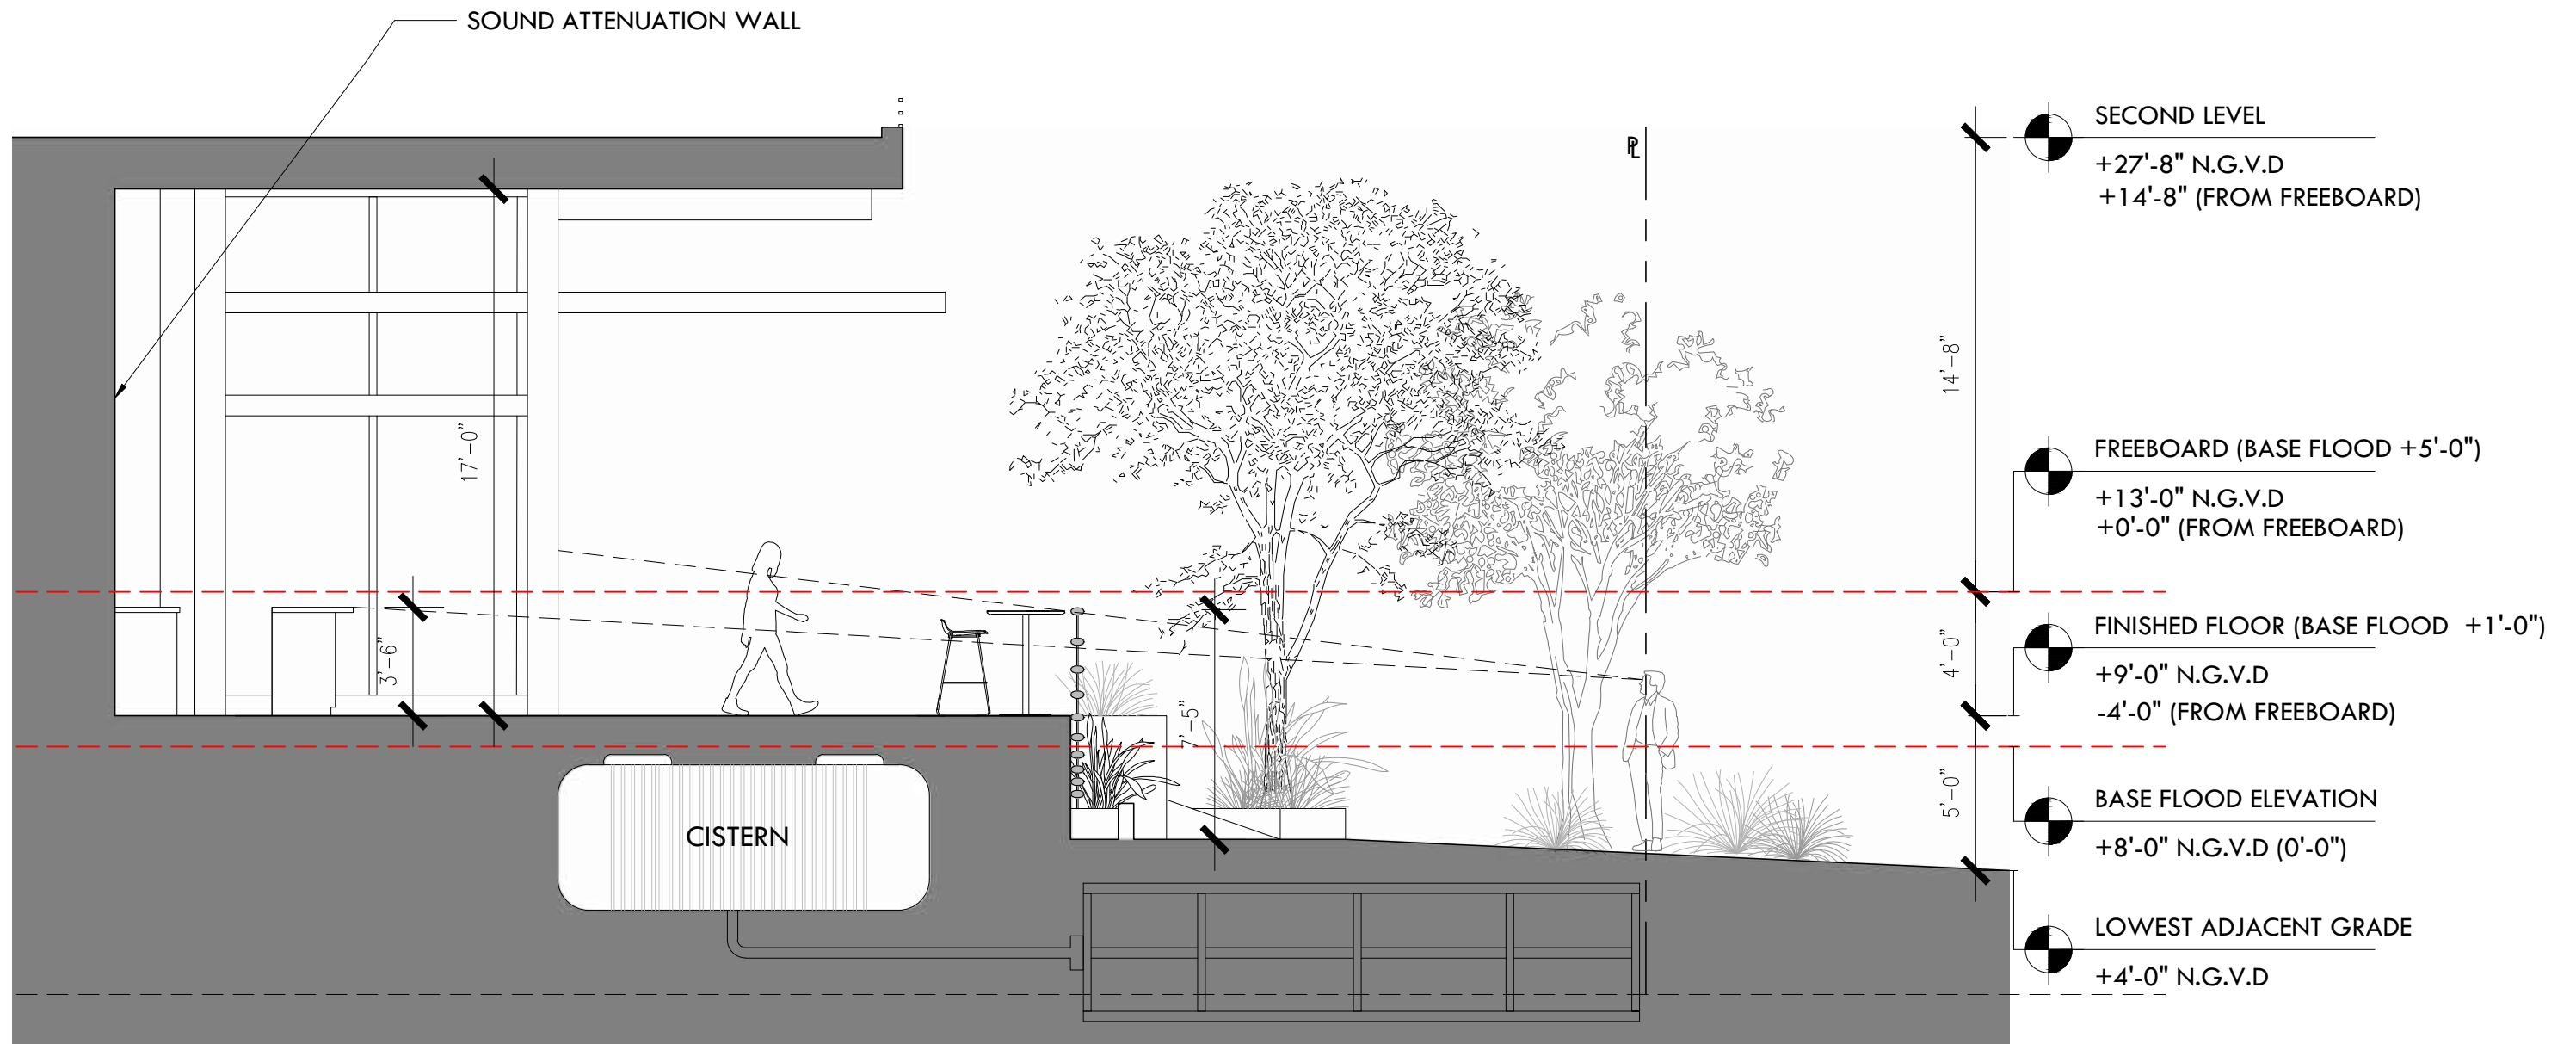 SOUND ATTENUATION WALL
PL
SECOND LEVEL
+27'-8" N.G.V.D
+14'-8" (FROM FREEBOARD)
14'-8"
17'-0"
FREEBOARD (BASE FLOOD +5'-0")
+13'-0" N.G.V.D
+0'-0" (FROM FREEBOARD)
FINISHED FLOOR (BASE FLOOD +1'-0")
+9'-0" N.G.V.D
-4'-0" (FROM FREEBOARD)
3'-6"
4'-0"
7'-5"
5'-0"
CISTERN
BASE FLOOD ELEVATION
+8'-0" N.G.V.D (0'-0")
LOWEST ADJACENT GRADE
+4'-0" N.G.V.D